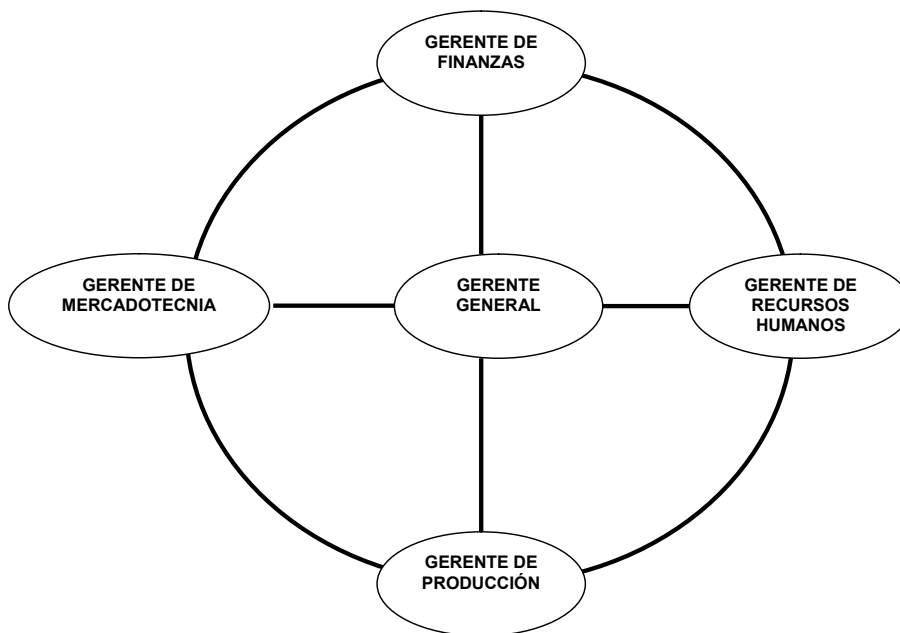 GERENTE DE
FINANZAS
GERENTE DE
MERCADOTECNIA
GERENTE
GENERAL
GERENTE DE
RECURSOS
HUMANOS
GERENTE DE
PRODUCCIÓN